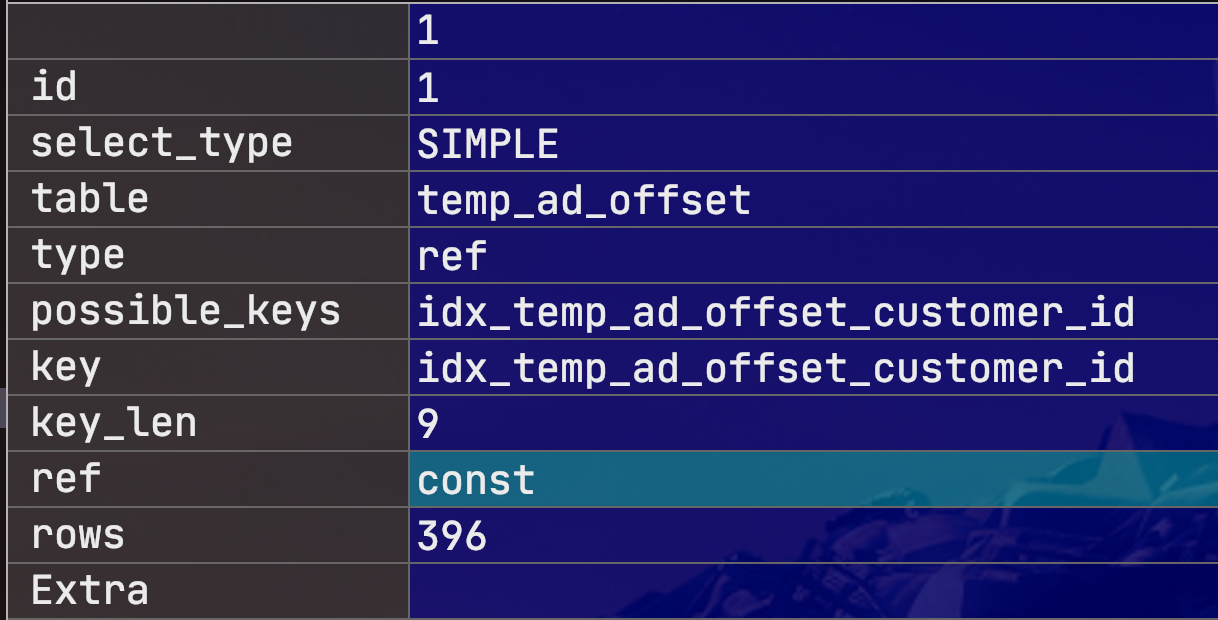 1
id 1
select_type SIMPLE
table temp_ad_offset
type ref
possible_keys idx_temp_ad_offset_customer_id
key idx_temp_ad_offset_customer_id
key_len 9
ref const
rows 396
Extra